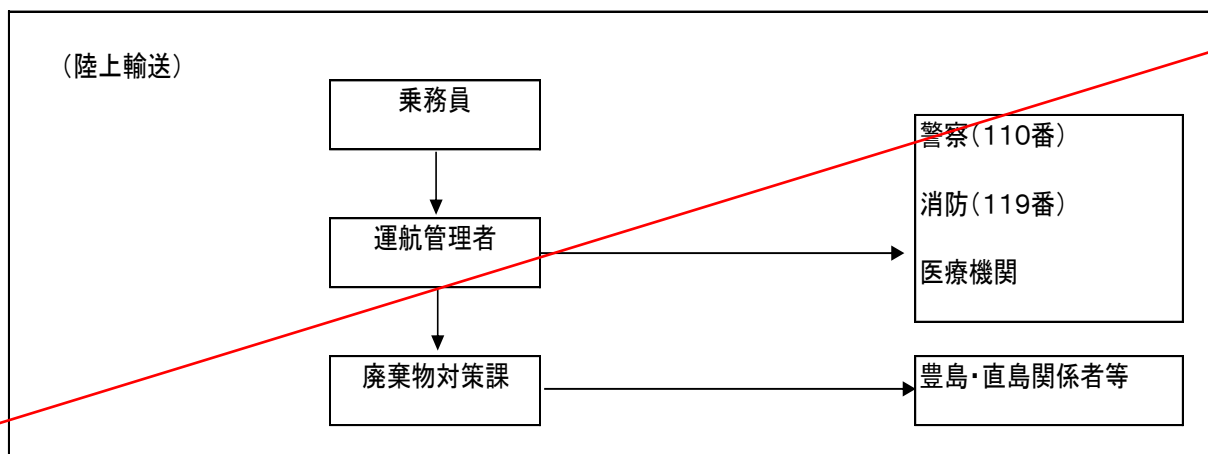 （陸上輸送）
乗務員
運航管理者
警察（110番）
消防（119番）
医療機関
廃棄物対策課
豊島・直島関係者等